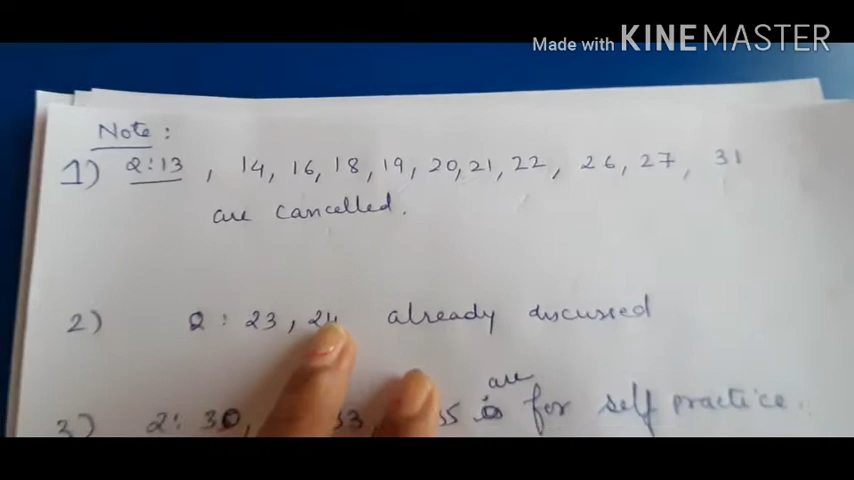 Made with KINEMASTER
Note:
1) Q:13, 14, 16, 18, 19, 20, 21, 22, 26, 27, 31
are cancelled.
2) Q: 23, 24 already discussed
are
3) Q: 30, 33, 35 for self practice.